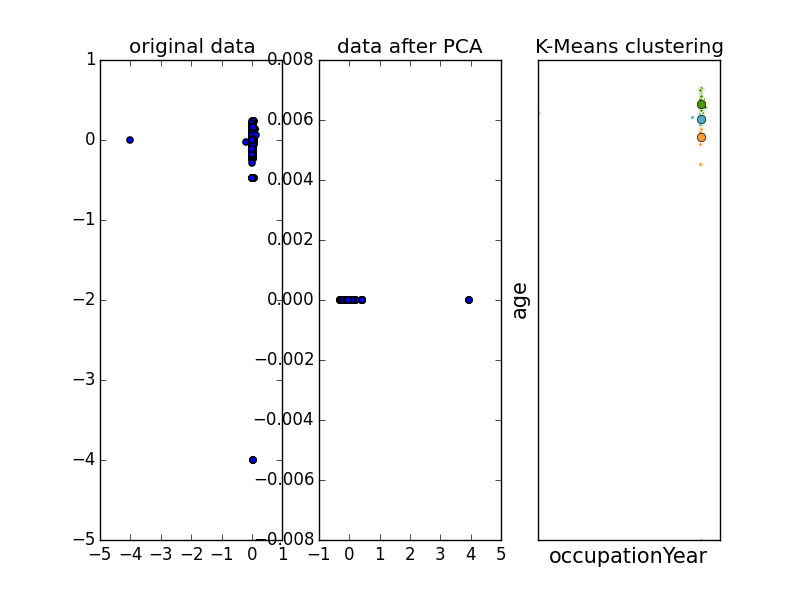 original data
data after PCA
K-Means clustering
1
0
−1
−2
−3
−4
−5
−5 −4 −3 −2 −1 0 1
0.008
0.006
0.004
0.002
0.000
−0.002
−0.004
−0.006
−0.008
−1 0 1 2 3 4 5
age
occupationYear